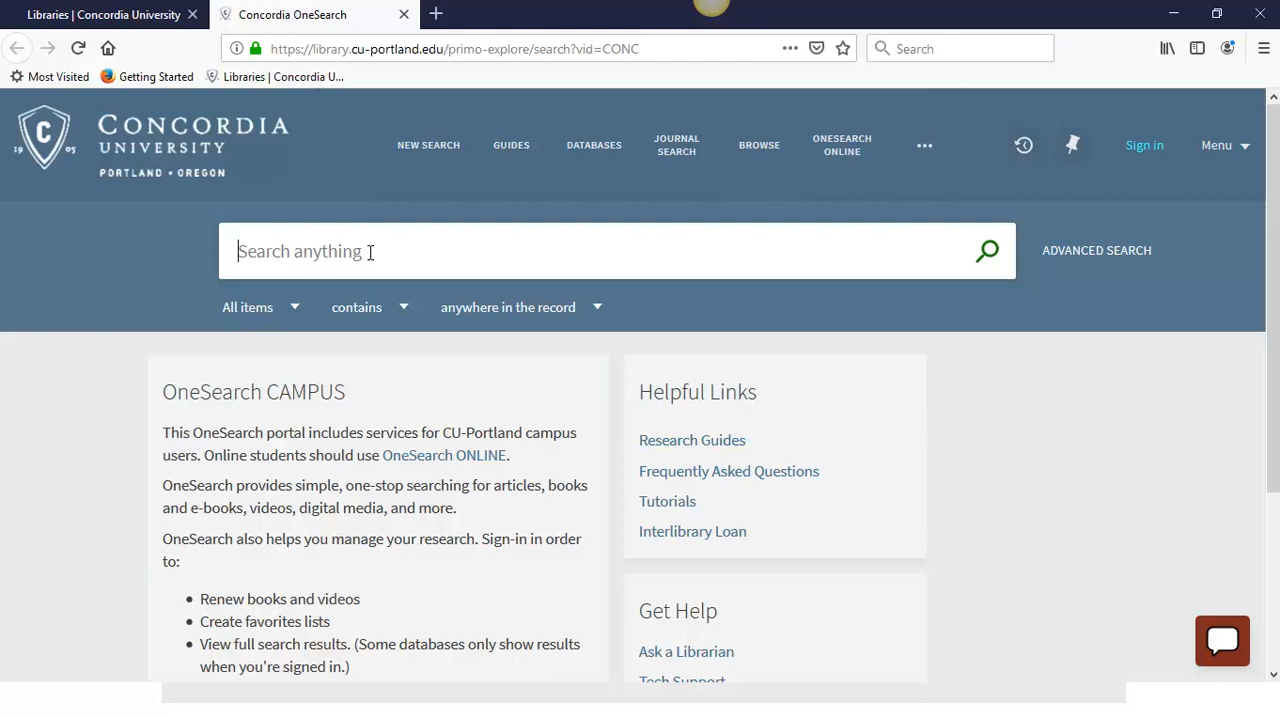 Libraries | Concordia University
Concordia OneSearch
https://library.cu-portland.edu/primo-explore/search?vid=CONC
Search
Most Visited
Getting Started
Libraries | Concordia U...
C
19 05
CONCORDIA
UNIVERSITY
PORTLAND • OREGON
NEW SEARCH
GUIDES
DATABASES
JOURNAL
SEARCH
BROWSE
ONESEARCH
ONLINE
Sign in
Menu
Search anything
ADVANCED SEARCH
All items
contains
anywhere in the record
OneSearch CAMPUS
This OneSearch portal includes services for CU-Portland campus
users. Online students should use OneSearch ONLINE.
OneSearch provides simple, one-stop searching for articles, books
and e-books, videos, digital media, and more.
OneSearch also helps you manage your research. Sign-in in order
to:
• Renew books and videos
• Create favorites lists
• View full search results. (Some databases only show results
when you're signed in.)
Helpful Links
Research Guides
Frequently Asked Questions
Tutorials
Interlibrary Loan
Get Help
Ask a Librarian
Tech Support